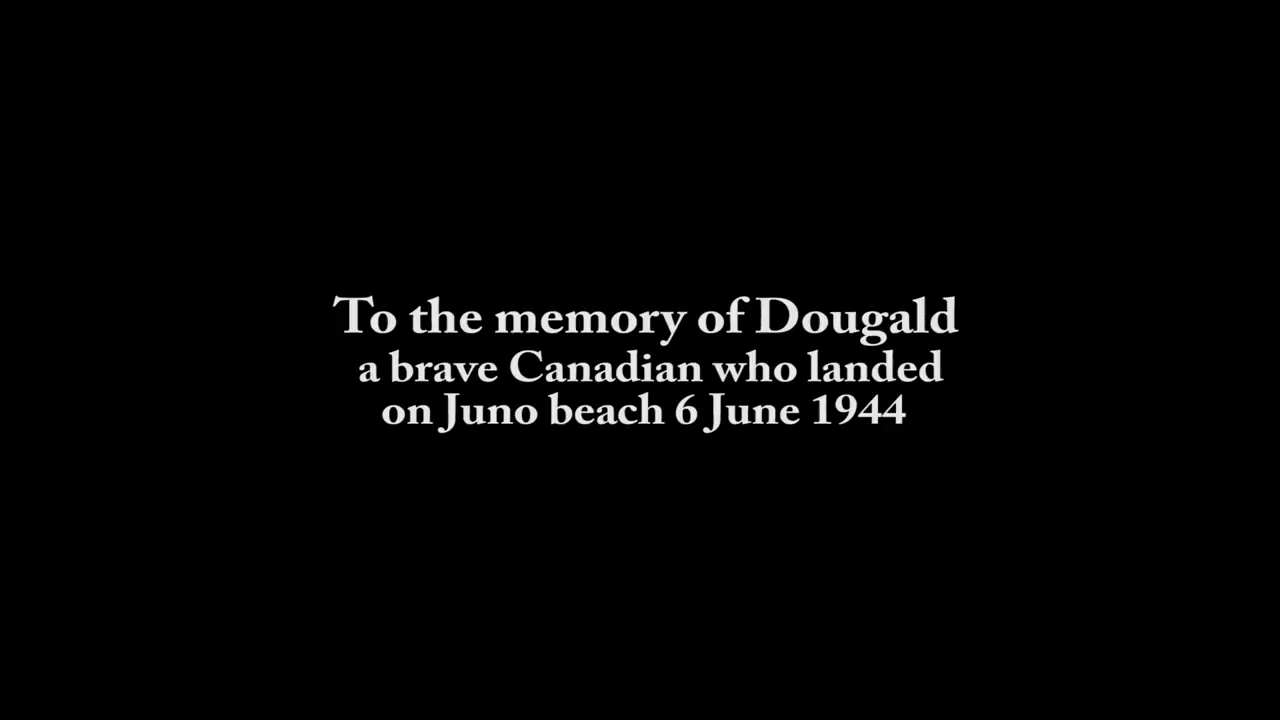 To the memory of Dougald
a brave Canadian who landed
on Juno beach 6 June 1944